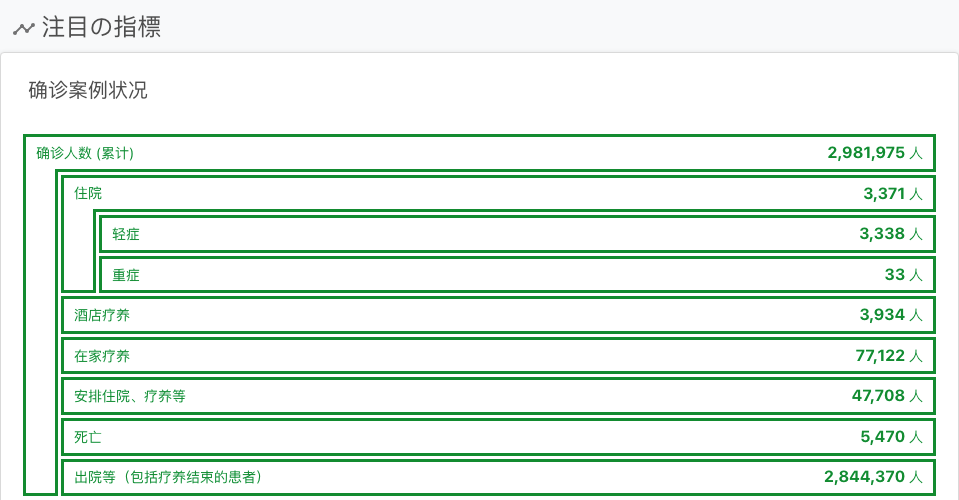 注目の指標
确诊案例状况
确诊人数 (累计) 2,981,975 人
住院 3,371 人
轻症 3,338 人
重症 33 人
酒店疗养 3,934 人
在家疗养 77,122 人
安排住院、疗养等 47,708 人
死亡 5,470 人
出院等（包括疗养结束的患者） 2,844,370 人